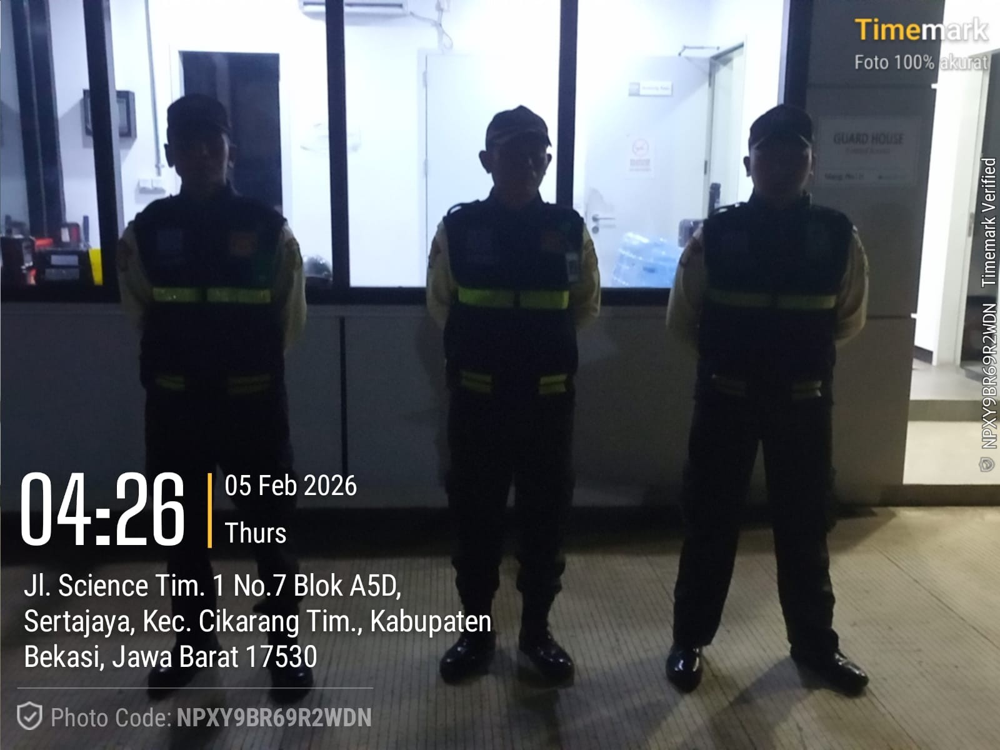 Timemark
Foto 100% akurat
GUARD HOUSE
04:26
05 Feb 2026
Thurs
Jl. Science Tim. 1 No.7 Blok A5D,
Sertajaya, Kec. Cikarang Tim., Kabupaten
Bekasi, Jawa Barat 17530
Photo Code: NPXY9BR69R2WDN
NPXY9BR69R2WDN Timemark Verified